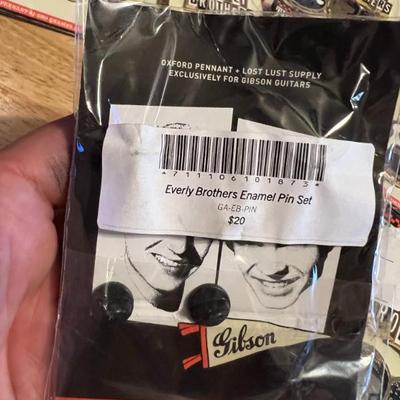 OXFORD PENNANT + LOST LUST SUPPLY
EXCLUSIVELY FOR GIBSON GUITARS
*711106101873*
Everly Brothers Enamel Pin Set
GA-EB-PIN
$20
Gibson